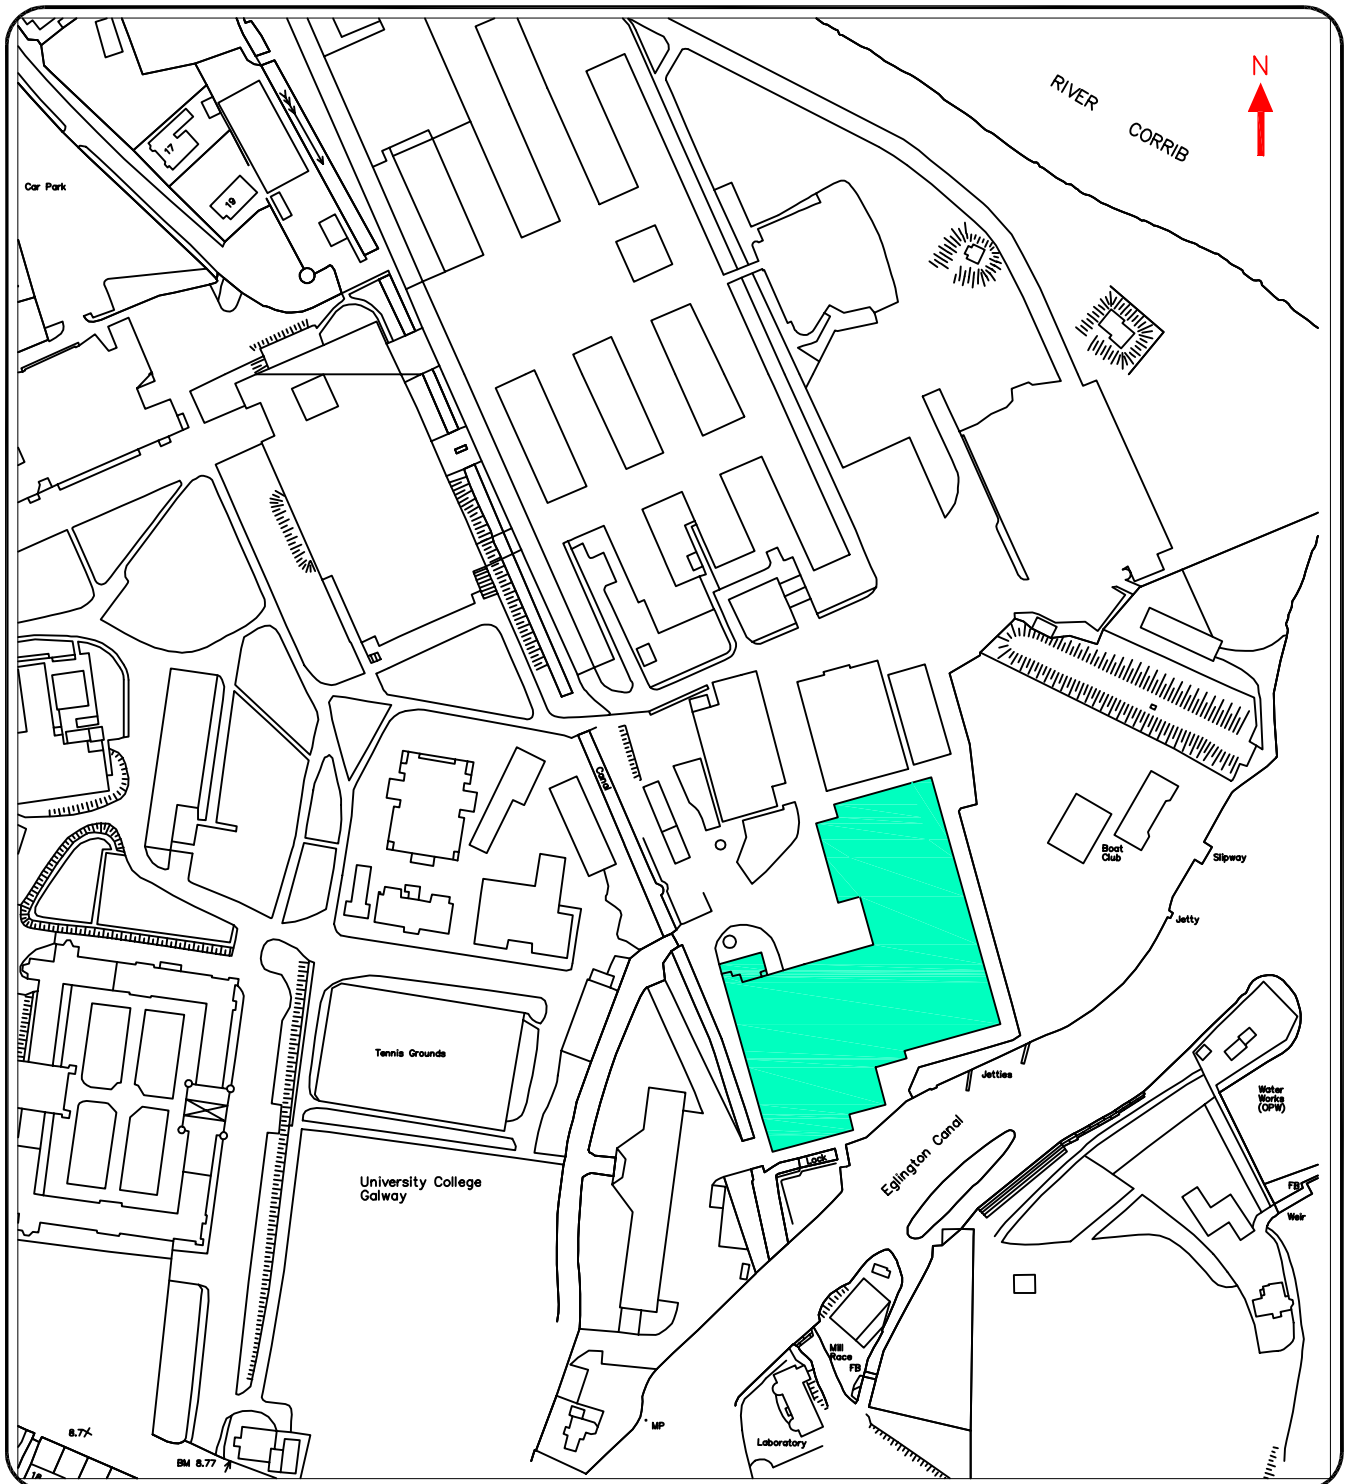 N
RIVER
CORRIB
17
19
Car Park
Canal
Boat
Club
Slipway
Jetty
Tennis Grounds
Jetties
Water
Works
(OPW)
Eglington Canal
Lock
University College
Galway
FB
Weir
Mill
Race
FB
MP
8.7
Laboratory
BM 8.77